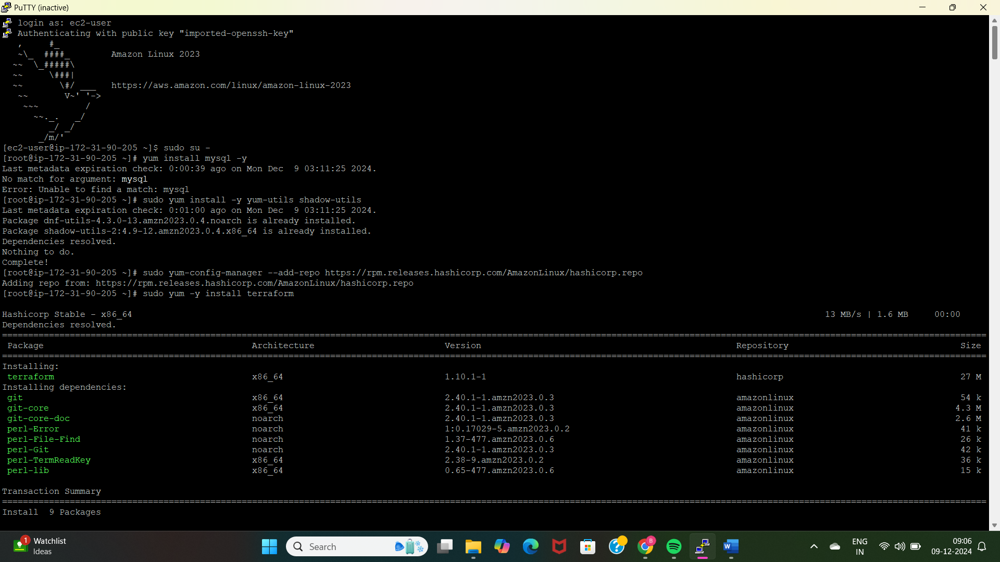 PuTTY (inactive)
login as: ec2-user
Authenticating with public key "imported-openssh-key"
   ,     #_
   ~\_  ####_        Amazon Linux 2023
  ~~  \_#####\
  ~~     \###|
  ~~       \#/ ___   https://aws.amazon.com/linux/amazon-linux-2023
   ~~       V~' '->
    ~~~         /
      ~~._.   _/
         _/ _/
       _/m/'
[ec2-user@ip-172-31-90-205 ~]$ sudo su -
[root@ip-172-31-90-205 ~]# yum install mysql -y
Last metadata expiration check: 0:00:39 ago on Mon Dec  9 03:11:25 2024.
No match for argument: mysql
Error: Unable to find a match: mysql
[root@ip-172-31-90-205 ~]# sudo yum install -y yum-utils shadow-utils
Last metadata expiration check: 0:01:00 ago on Mon Dec  9 03:11:25 2024.
Package dnf-utils-4.3.0-13.amzn2023.0.4.noarch is already installed.
Package shadow-utils-2:4.9-12.amzn2023.0.4.x86_64 is already installed.
Dependencies resolved.
Nothing to do.
Complete!
[root@ip-172-31-90-205 ~]# sudo yum-config-manager --add-repo https://rpm.releases.hashicorp.com/AmazonLinux/hashicorp.repo
Adding repo from: https://rpm.releases.hashicorp.com/AmazonLinux/hashicorp.repo
[root@ip-172-31-90-205 ~]# sudo yum -y install terraform
Hashicorp Stable - x86_64 13 MB/s | 1.6 MB 00:00
Dependencies resolved.
Package Architecture Version Repository Size
Installing:
terraform x86_64 1.10.1-1 hashicorp 27 M
Installing dependencies:
git x86_64 2.40.1-1.amzn2023.0.3 amazonlinux 54 k
git-core x86_64 2.40.1-1.amzn2023.0.3 amazonlinux 4.3 M
git-core-doc noarch 2.40.1-1.amzn2023.0.3 amazonlinux 2.6 M
perl-Error noarch 1:0.17029-5.amzn2023.0.2 amazonlinux 41 k
perl-File-Find noarch 1.37-477.amzn2023.0.6 amazonlinux 26 k
perl-Git noarch 2.40.1-1.amzn2023.0.3 amazonlinux 42 k
perl-TermReadKey x86_64 2.38-9.amzn2023.0.2 amazonlinux 36 k
perl-lib x86_64 0.65-477.amzn2023.0.6 amazonlinux 15 k
Transaction Summary
Install  9 Packages
1 Watchlist
Ideas
Search
B
W
ENG
IN
09:06
09-12-2024